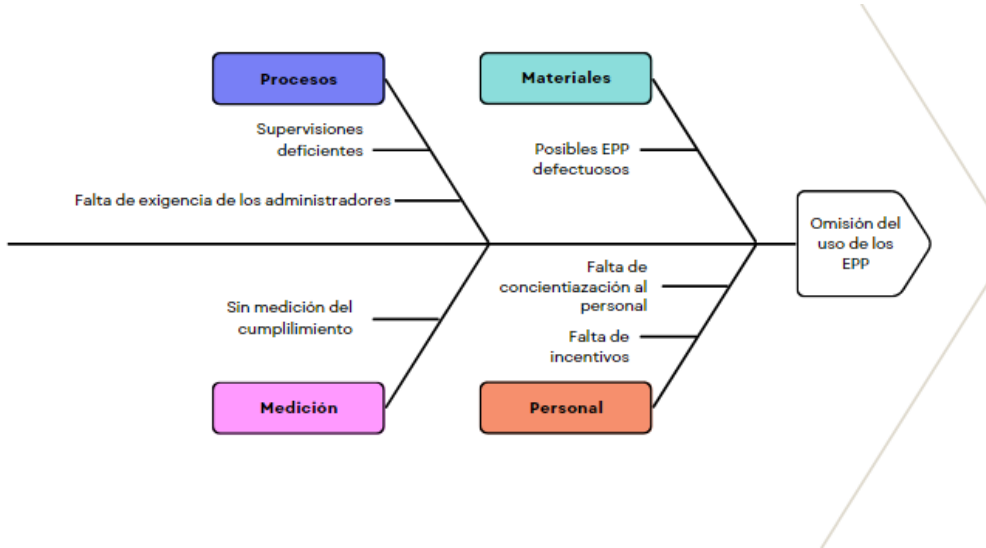 Procesos
Materiales
Supervisiones
deficientes
Posibles EPP
defectuosos
Falta de exigencia de los administradores
Omisión del
uso de los
EPP
Falta de
concientiazación al
personal
Sin medición del
cumplilimiento
Falta de
incentivos
Medición
Personal